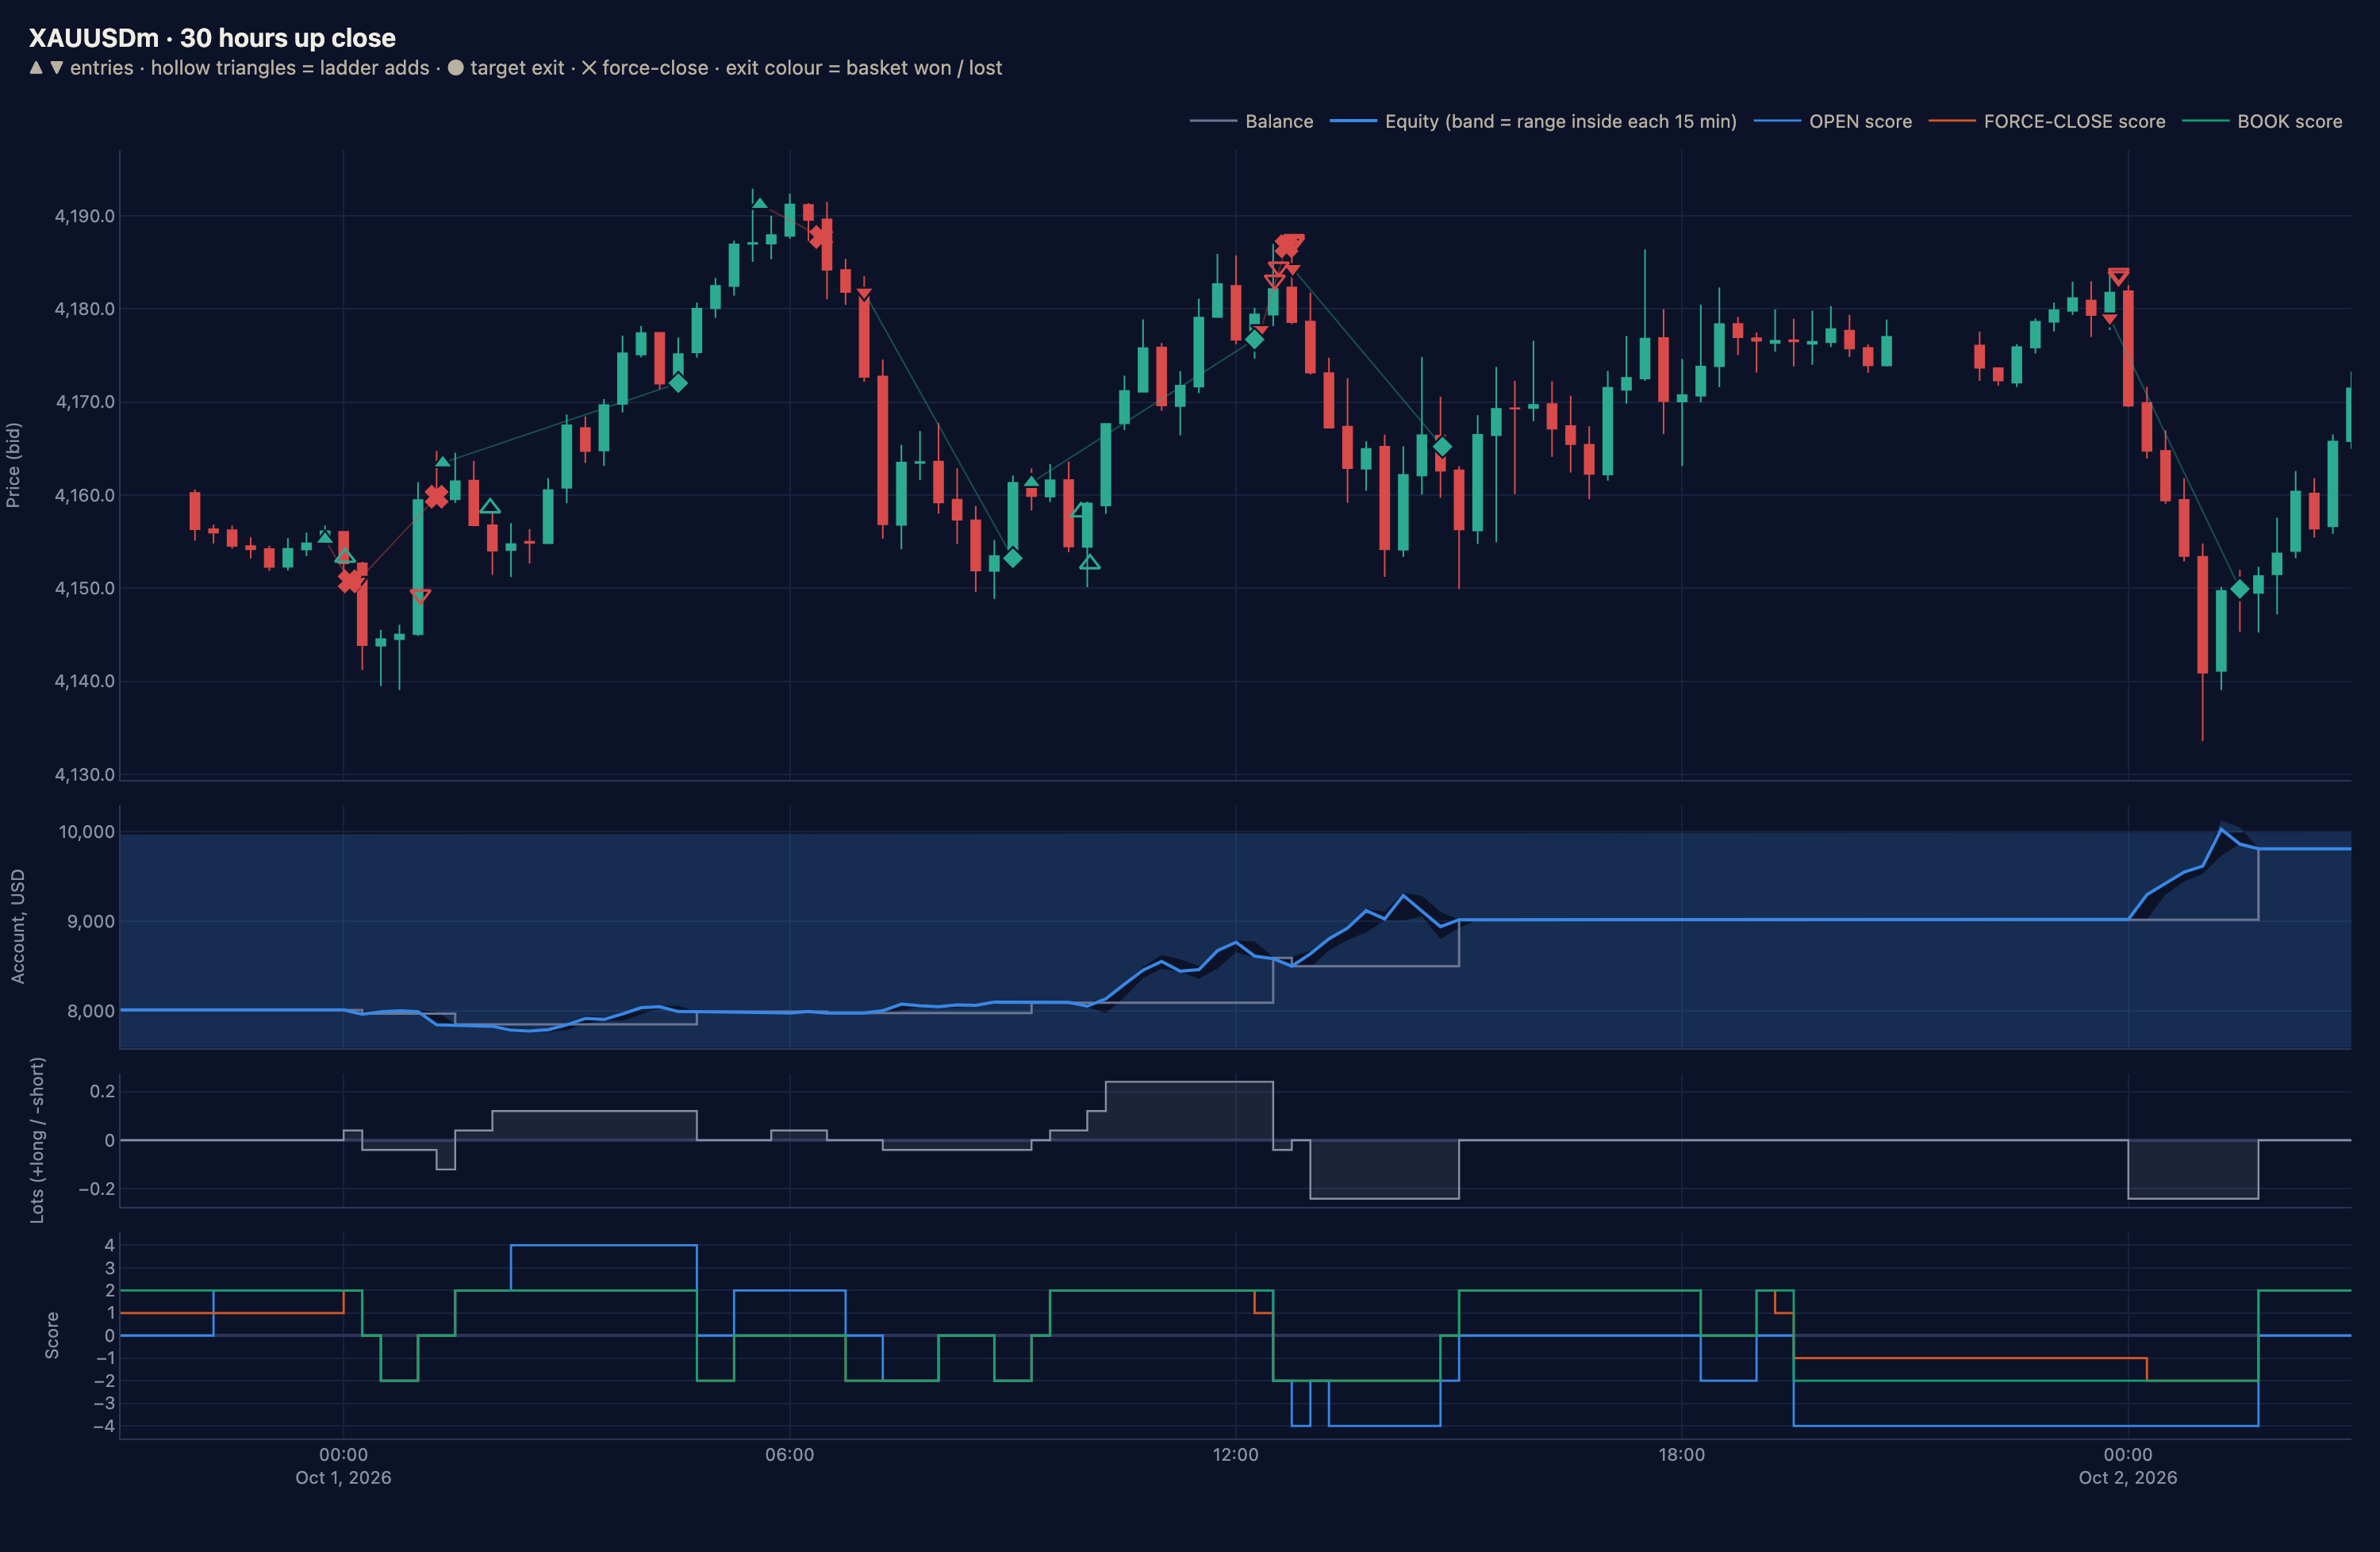 XAUUSDm · 30 hours up close
▲ ▼ entries · hollow triangles = ladder adds · ● target exit · ✕ force-close · exit colour = basket won / lost
Balance
Equity (band = range inside each 15 min)
OPEN score
FORCE-CLOSE score
BOOK score
Price (bid)
4,190.0
4,180.0
4,170.0
4,160.0
4,150.0
4,140.0
4,130.0
Account, USD
10,000
9,000
8,000
Lots (+long / -short)
0.2
0
−0.2
Score
4
3
2
1
0
−1
−2
−3
−4
00:00
Oct 1, 2026
06:00
12:00
18:00
00:00
Oct 2, 2026